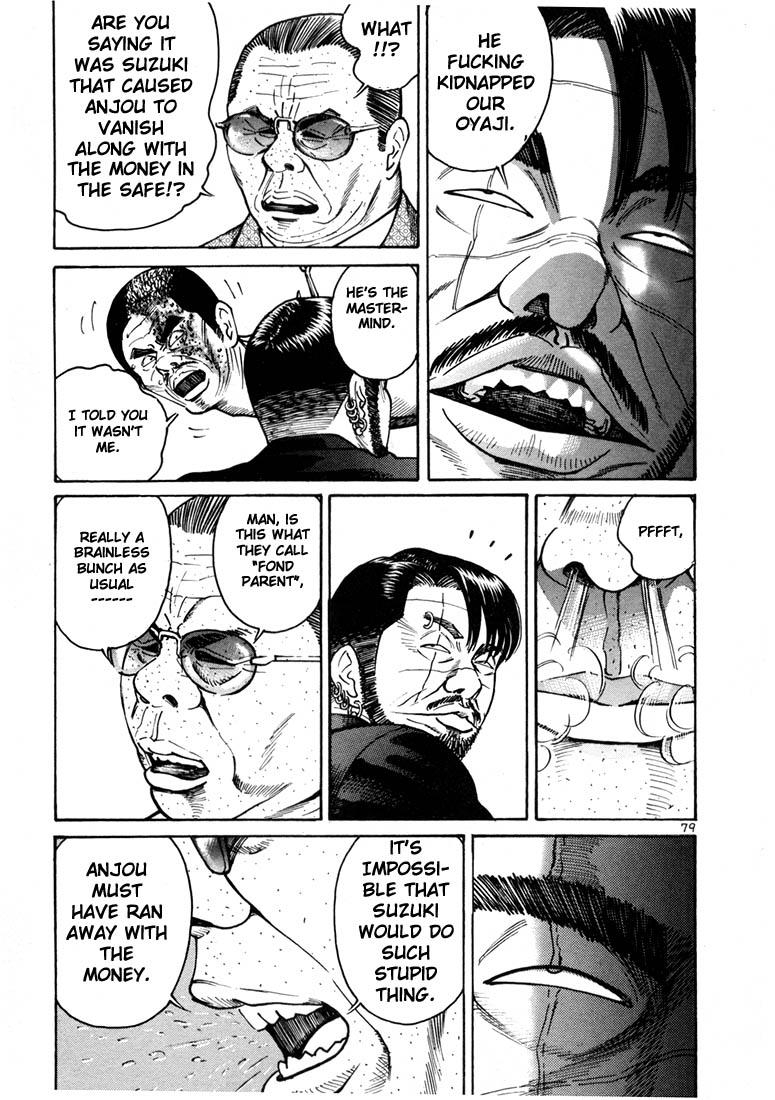 HE
FUCKING
KIDNAPPED
OUR
OYAJI.
WHAT
!!?
ARE YOU
SAYING IT
WAS SUZUKI
THAT CAUSED
ANJOU TO
VANISH
ALONG WITH
THE MONEY IN
THE SAFE!?
HE'S THE
MASTER-
MIND.
I TOLD YOU
IT WASN'T
ME.
PFFFT,
MAN, IS
THIS WHAT
THEY CALL
"FOND
PARENT",
REALLY A
BRAINLESS
BUNCH AS
USUAL
------
79
IT'S
IMPOSSI-
BLE THAT
SUZUKI
WOULD DO
SUCH
STUPID
THING.
ANJOU
MUST
HAVE RAN
AWAY WITH
THE
MONEY.